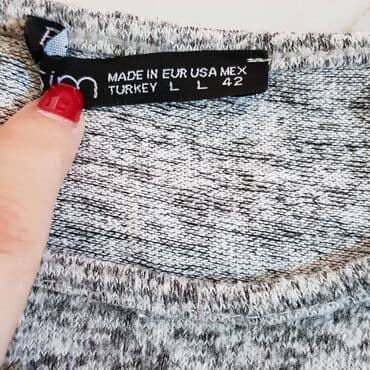 MADE IN EUR USA MEX
TURKEY L L 42